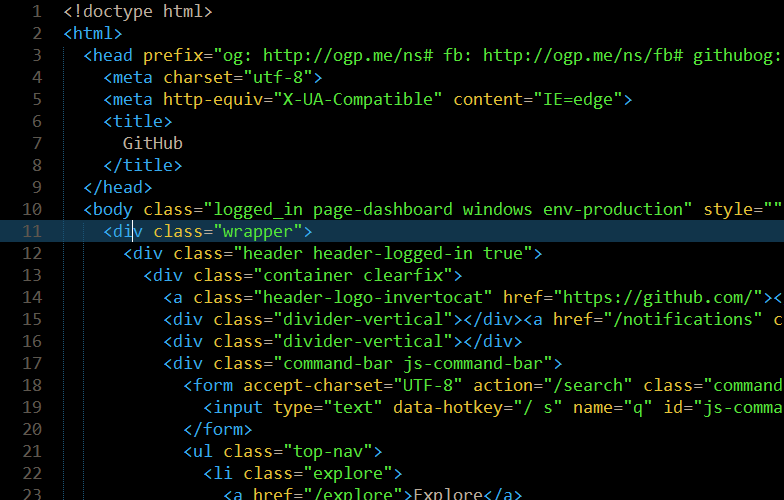 1 <!doctype html>
2 <html>
3 <head prefix="og: http://ogp.me/ns# fb: http://ogp.me/ns/fb# githubog:
4 <meta charset="utf-8">
5 <meta http-equiv="X-UA-Compatible" content="IE=edge">
6 <title>
7 GitHub
8 </title>
9 </head>
10 <body class="logged_in page-dashboard windows env-production" style=""
11 <div class="wrapper">
12 <div class="header header-logged-in true">
13 <div class="container clearfix">
14 <a class="header-logo-invertocat" href="https://github.com/"><
15 <div class="divider-vertical"></div><a href="/notifications" c
16 <div class="divider-vertical"></div>
17 <div class="command-bar js-command-bar">
18 <form accept-charset="UTF-8" action="/search" class="command
19 <input type="text" data-hotkey="/ s" name="q" id="js-comma
20 </form>
21 <ul class="top-nav">
22 <li class="explore">
23 <a href="/explore">Explore</a>